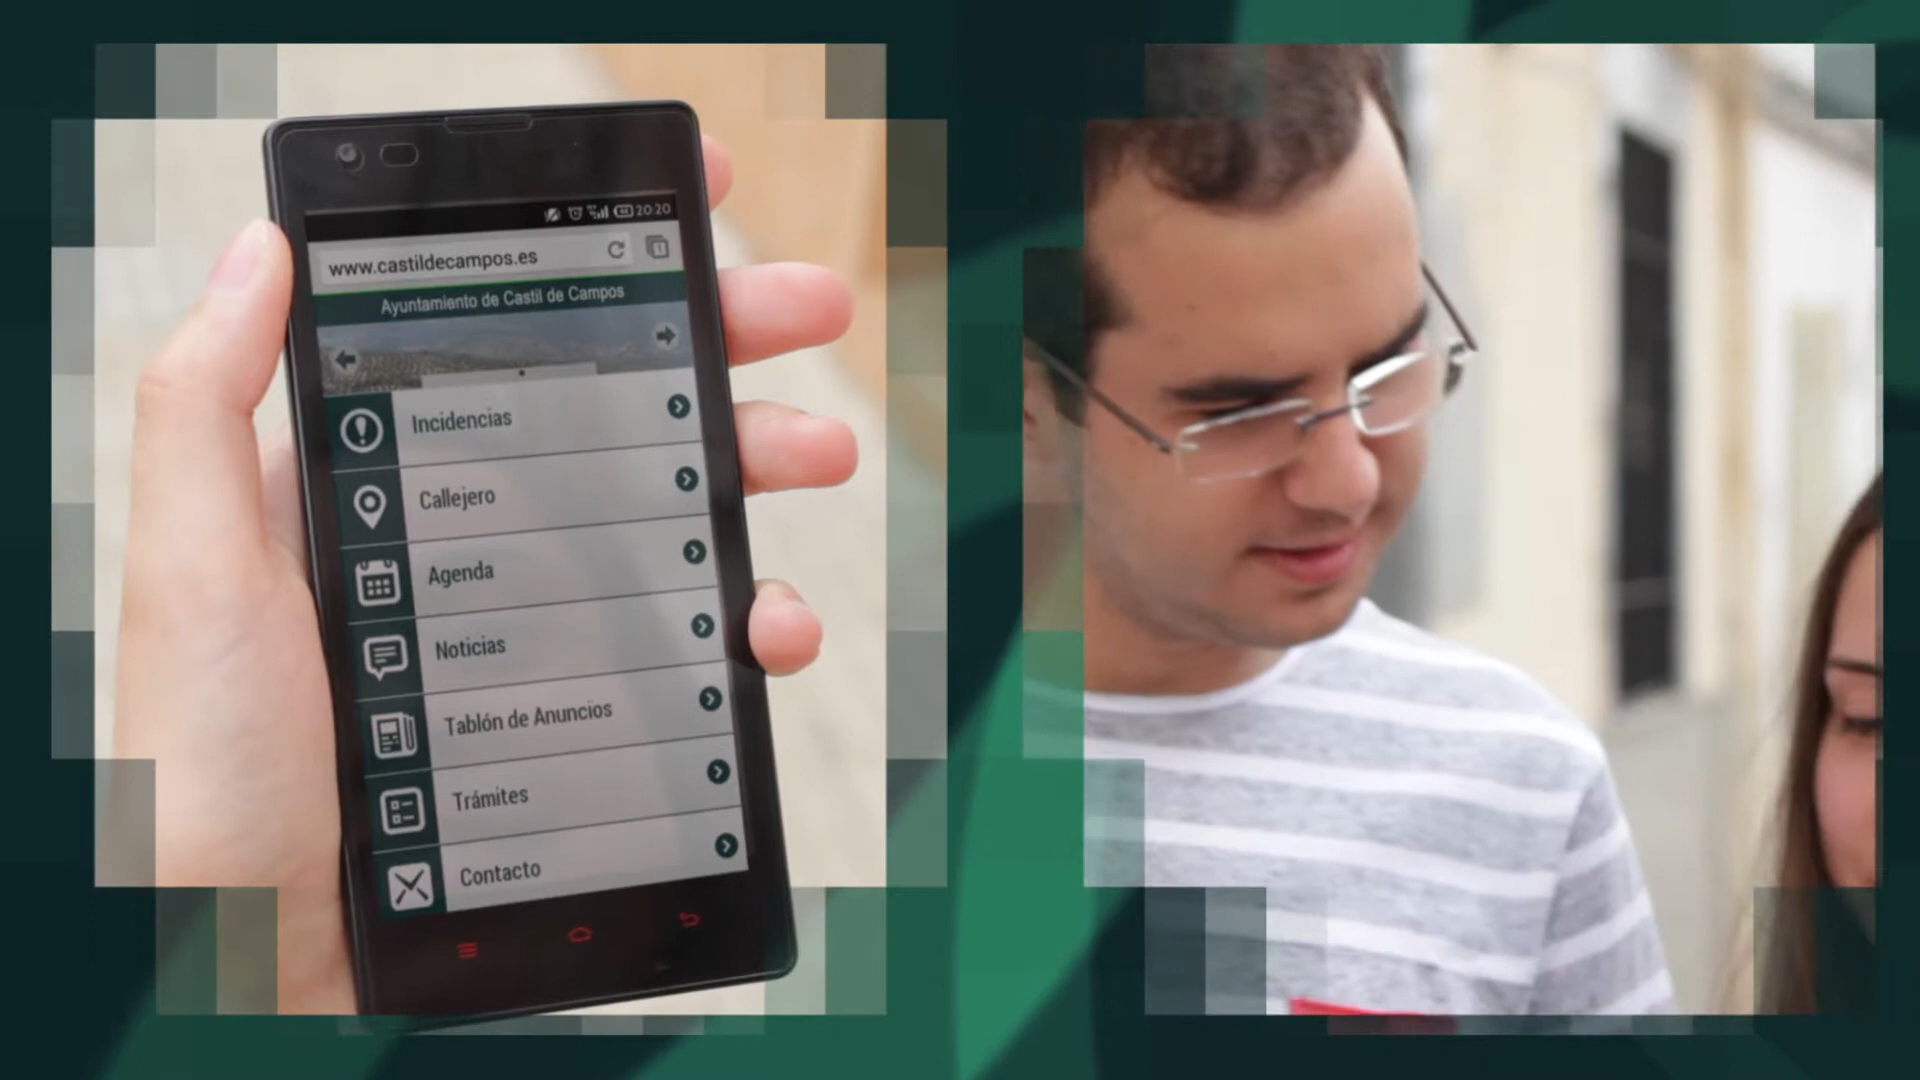 20:20
www.castildecampos.es
Ayuntamiento de Castil de Campos
Incidencias
Callejero
Agenda
Noticias
Tablón de Anuncios
Trámites
Contacto